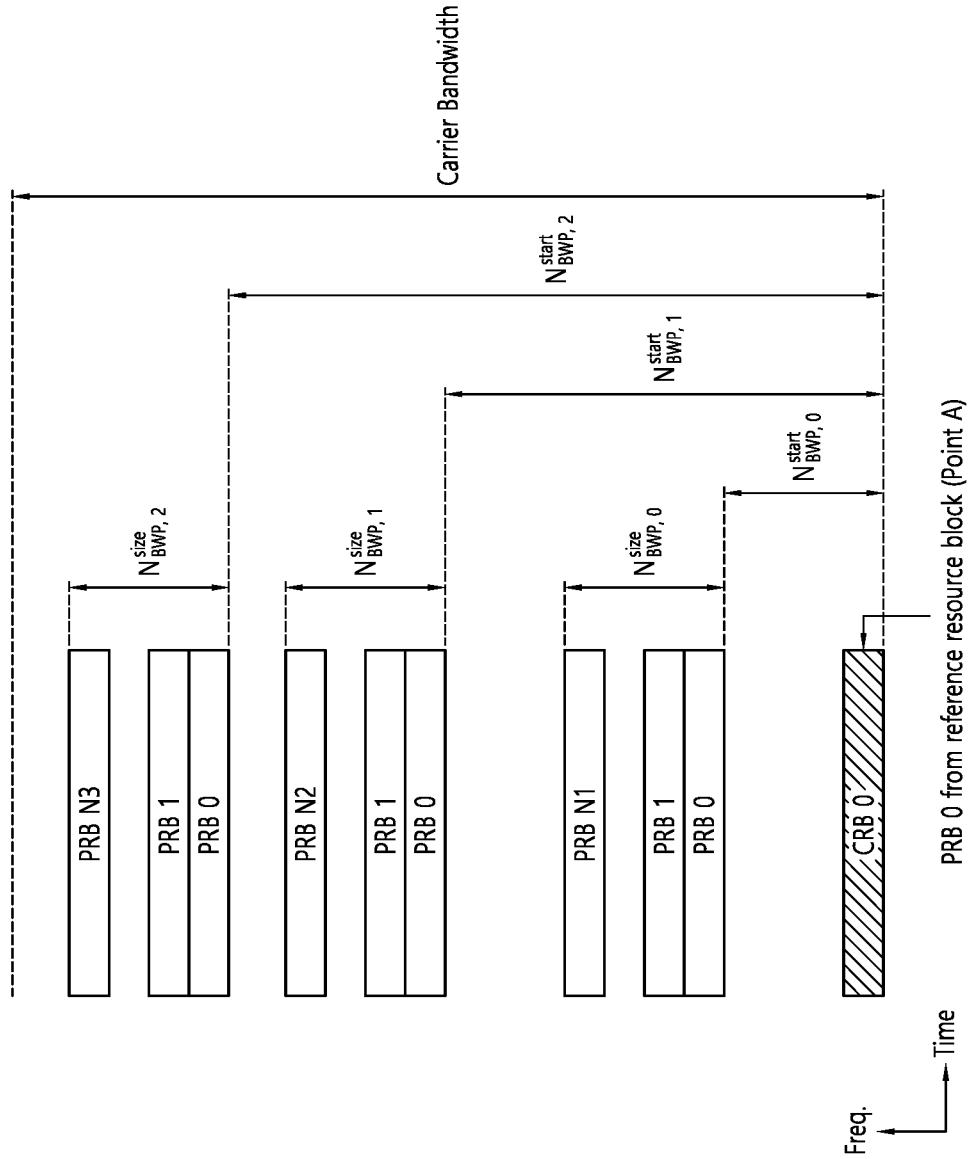 Carrier Bandwidth
N^start_BWP, 2
N^start_BWP, 1
N^start_BWP, 0
N^size_BWP, 2
N^size_BWP, 1
N^size_BWP, 0
PRB N3
PRB 1
PRB 0
PRB N2
PRB 1
PRB 0
PRB N1
PRB 1
PRB 0
CRB 0
PRB 0 from reference resource block (Point A)
Freq.
Time